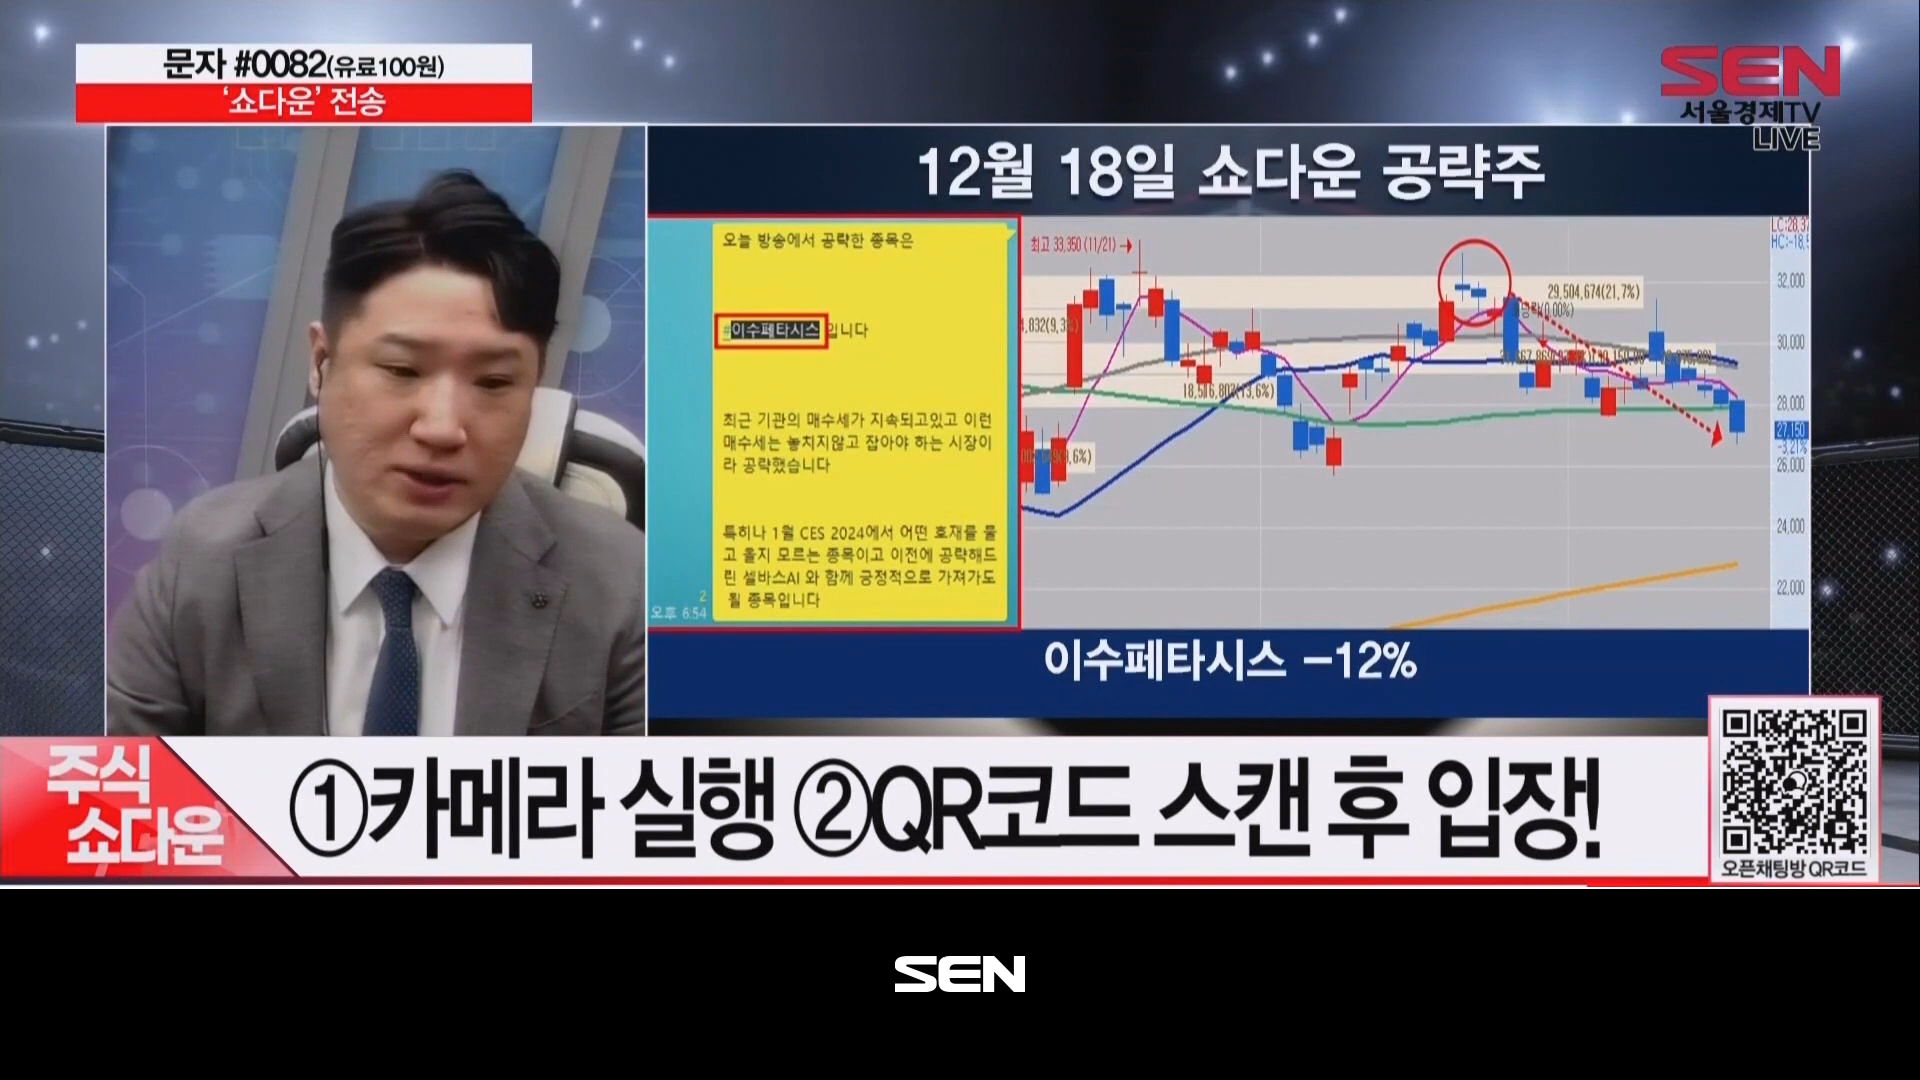 문자 #0082(유료100원)
'쇼다운' 전송
SEN
서울경제TV
LIVE
12월 18일 쇼다운 공략주
오늘 방송에서 공략한 종목은
#이수페타시스 입니다
최근 기관의 매수세가 지속되고있고 이런
매수세는 놓치지않고 잡아야 하는 시장이
라 공략했습니다
특히나 1월 CES 2024에서 어떤 호재를 물
고 올지 모르는 종목이고 이전에 공략해드
린 셀바스AI 와 함께 긍정적으로 가져가도
될 종목입니다
2
오후 6:54
최고 33,350 (11/21) →
29,504,674(21.7%)
18,516,803(13.6%)
32,000
30,000
28,000
27,150
-3,21%
26,000
24,000
22,000
이수페타시스 -12%
주식
쇼다운
①카메라 실행 ②QR코드 스캔 후 입장!
오픈채팅방 QR코드
SEN